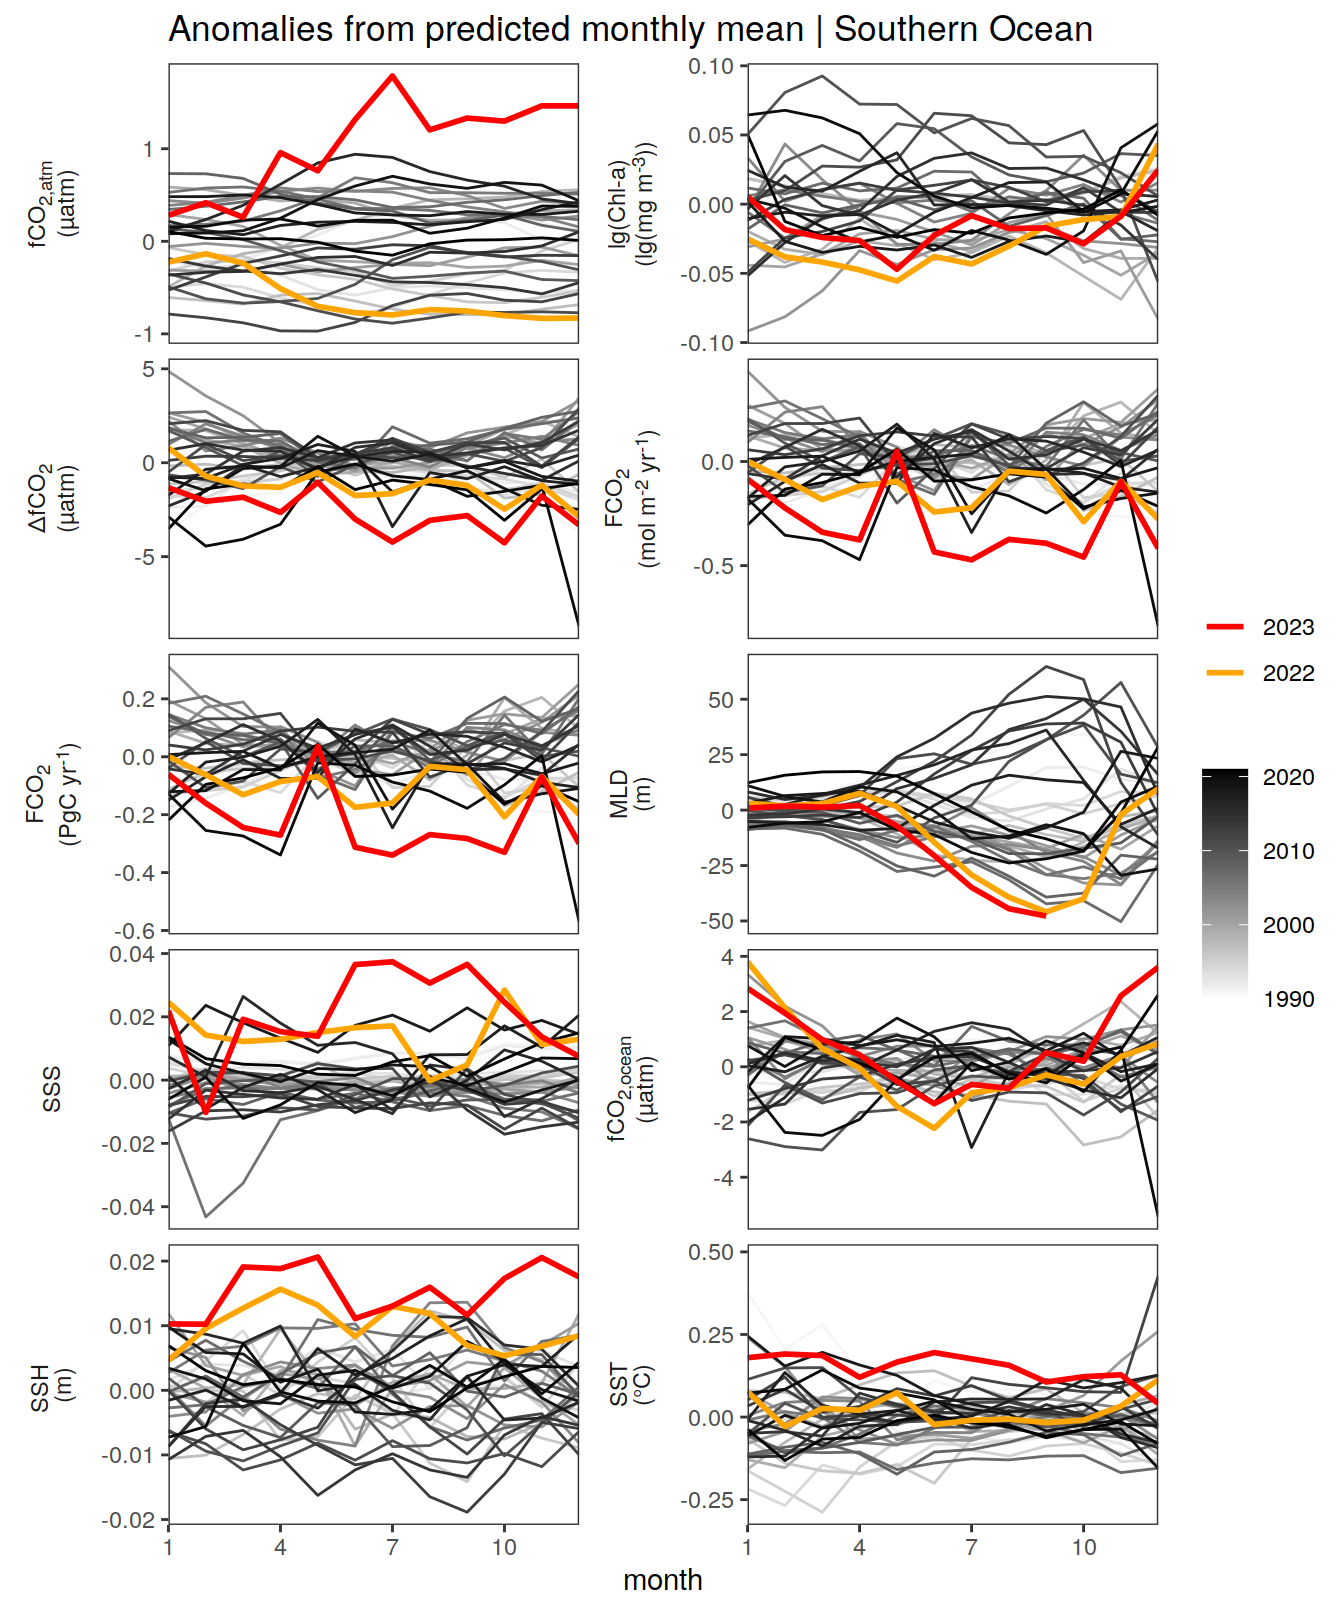 Anomalies from predicted monthly mean | Southern Ocean
fCO2,atm
(µatm)
1
0
-1
lg(Chl-a)
(lg(mg m-3))
0.10
0.05
0.00
-0.05
-0.10
ΔfCO2
(µatm)
5
0
-5
FCO2
(mol m-2 yr-1)
0.0
-0.5
FCO2
(PgC yr-1)
0.2
0.0
-0.2
-0.4
-0.6
MLD
(m)
50
25
0
-25
-50
SSS
0.04
0.02
0.00
-0.02
-0.04
fCO2,ocean
(µatm)
4
2
0
-2
-4
SSH
(m)
0.02
0.01
0.00
-0.01
-0.02
SST
(°C)
0.50
0.25
0.00
-0.25
1 4 7 10
1 4 7 10
month
2023
2022
2020
2010
2000
1990